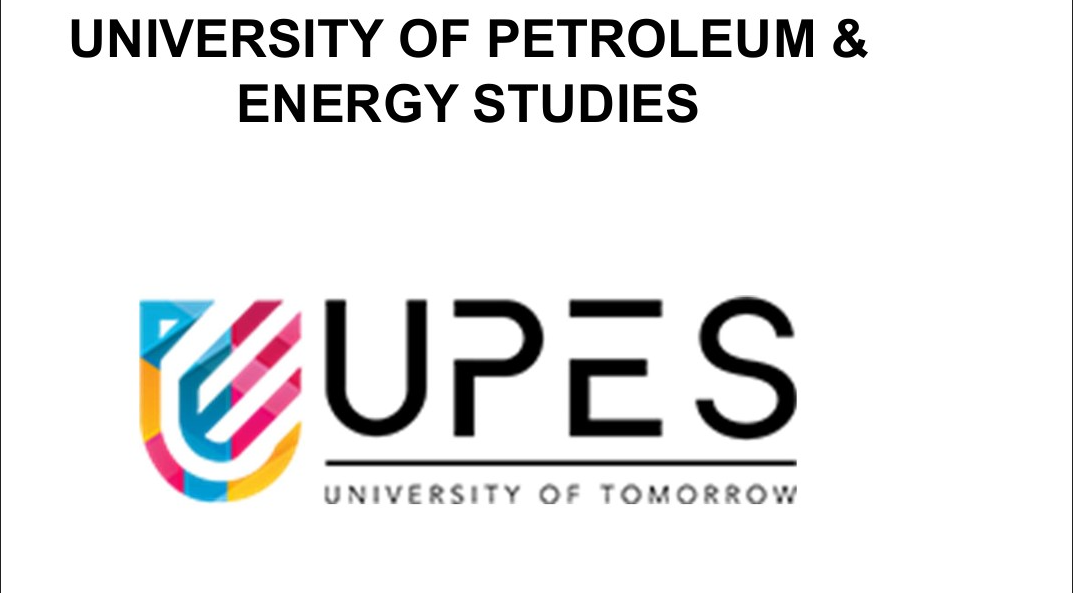 UNIVERSITY OF PETROLEUM &
ENERGY STUDIES
UPES
UNIVERSITY OF TOMORROW